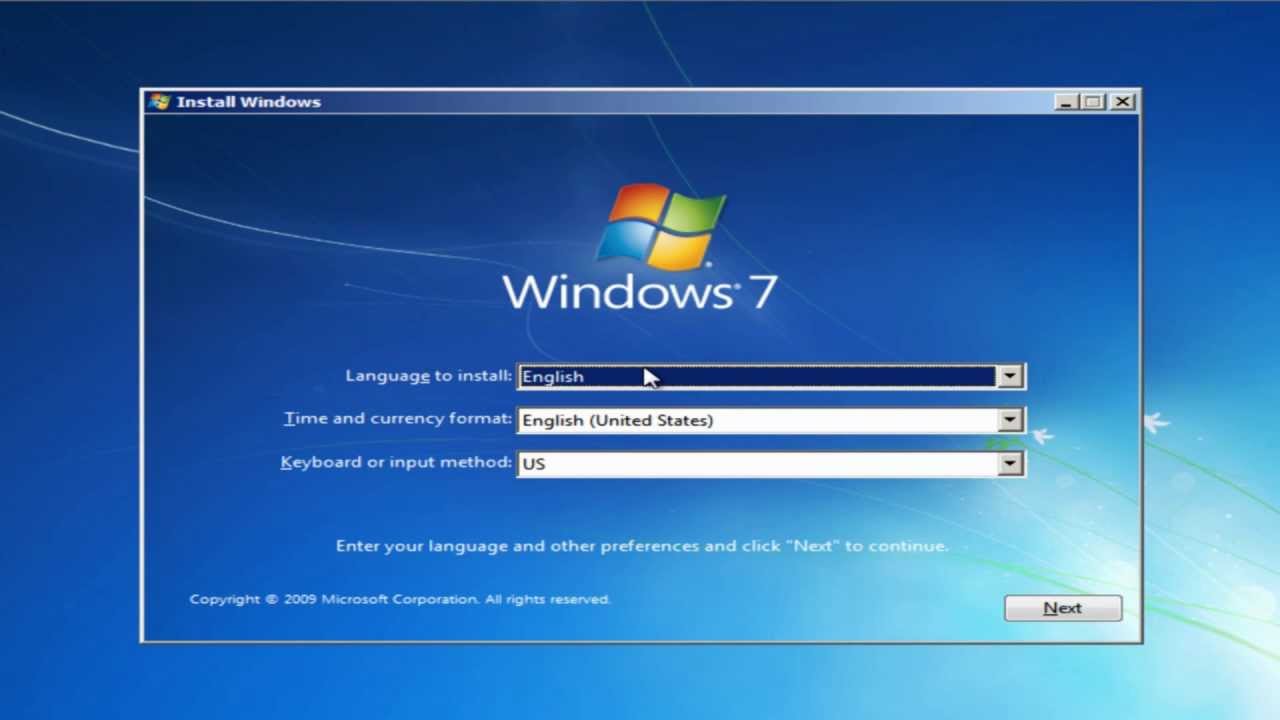 Install Windows
Windows® 7
Language to install: English
Time and currency format: English (United States)
Keyboard or input method: US
Enter your language and other preferences and click "Next" to continue.
Copyright © 2009 Microsoft Corporation. All rights reserved.
Next